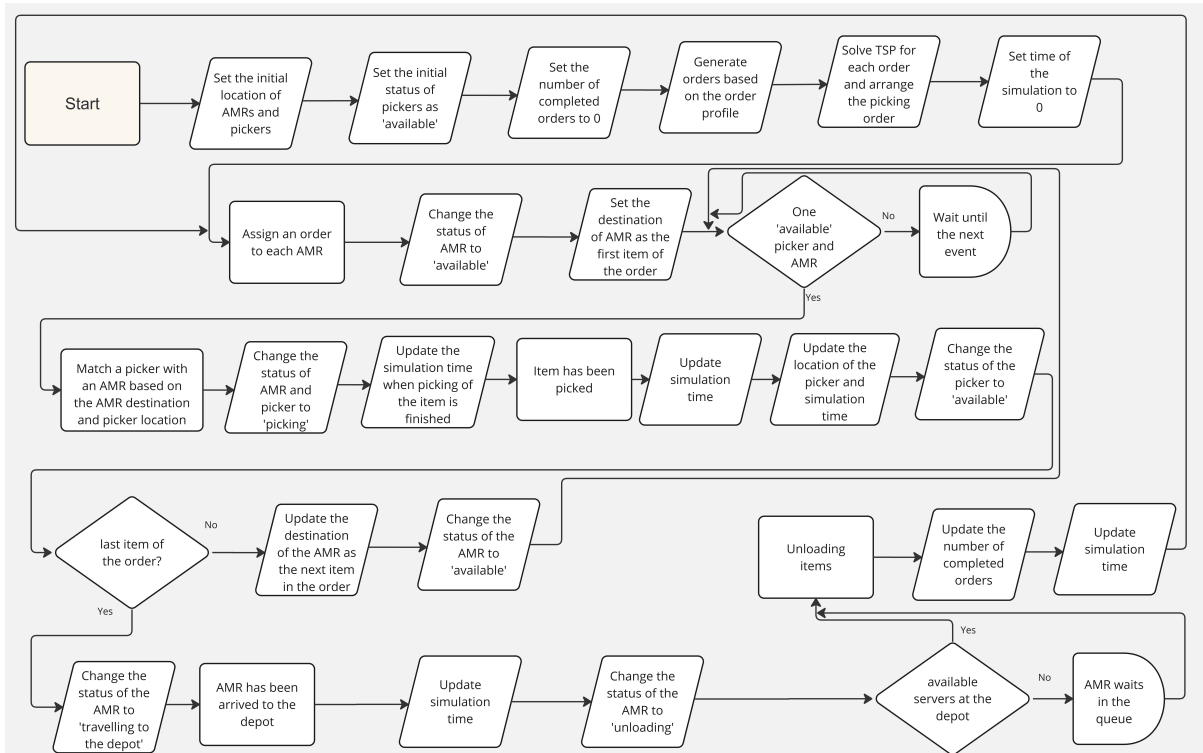 Start
Set the initial
location of
AMRs and
pickers
Set the initial
status of
pickers as
'available'
Set the
number of
completed
orders to 0
Generate
orders based
on the order
profile
Solve TSP for
each order
and arrange
the picking
order
Set time of
the
simulation to
0
Assign an order
to each AMR
Change the
status of
AMR to
'available'
Set the
destination
of AMR as the
first item of
the order
One
'available'
picker and
AMR
No
Wait until
the next
event
Yes
Match a picker with
an AMR based on
the AMR destination
and picker location
Change the
status of
AMR and
picker to
'picking'
Update the
simulation time
when picking of
the item is
finished
Item has been
picked
Update
simulation
time
Update the
location of the
picker and
simulation
time
Change the
status of the
picker to
'available'
last item of
the order?
No
Update the
destination
of the AMR as
the next item
in the order
Change the
status of the
AMR to
'available'
Unloading
items
Update the
number of
completed
orders
Update
simulation
time
Yes
Change the
status of the
AMR to
'travelling to
the depot'
AMR has been
arrived to the
depot
Update
simulation
time
Change the
status of the
AMR to
'unloading'
Yes
available
servers at the
depot
No
AMR waits
in the
queue